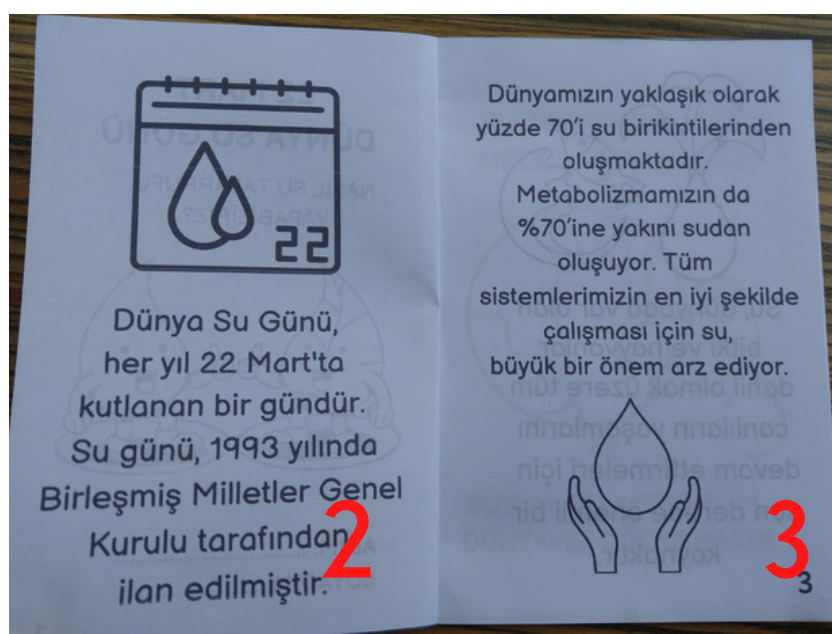 22
Dünya Su Günü,
her yıl 22 Mart'ta
kutlanan bir gündür.
Su günü, 1993 yılında
Birleşmiş Milletler Genel
Kurulu tarafından
ilan edilmiştir.
2
Dünyamızın yaklaşık olarak
yüzde 70'i su birikintilerinden
oluşmaktadır.
Metabolizmamızın da
%70'ine yakını sudan
oluşuyor. Tüm
sistemlerimizin en iyi şekilde
çalışması için su,
büyük bir önem arz ediyor.
3
3